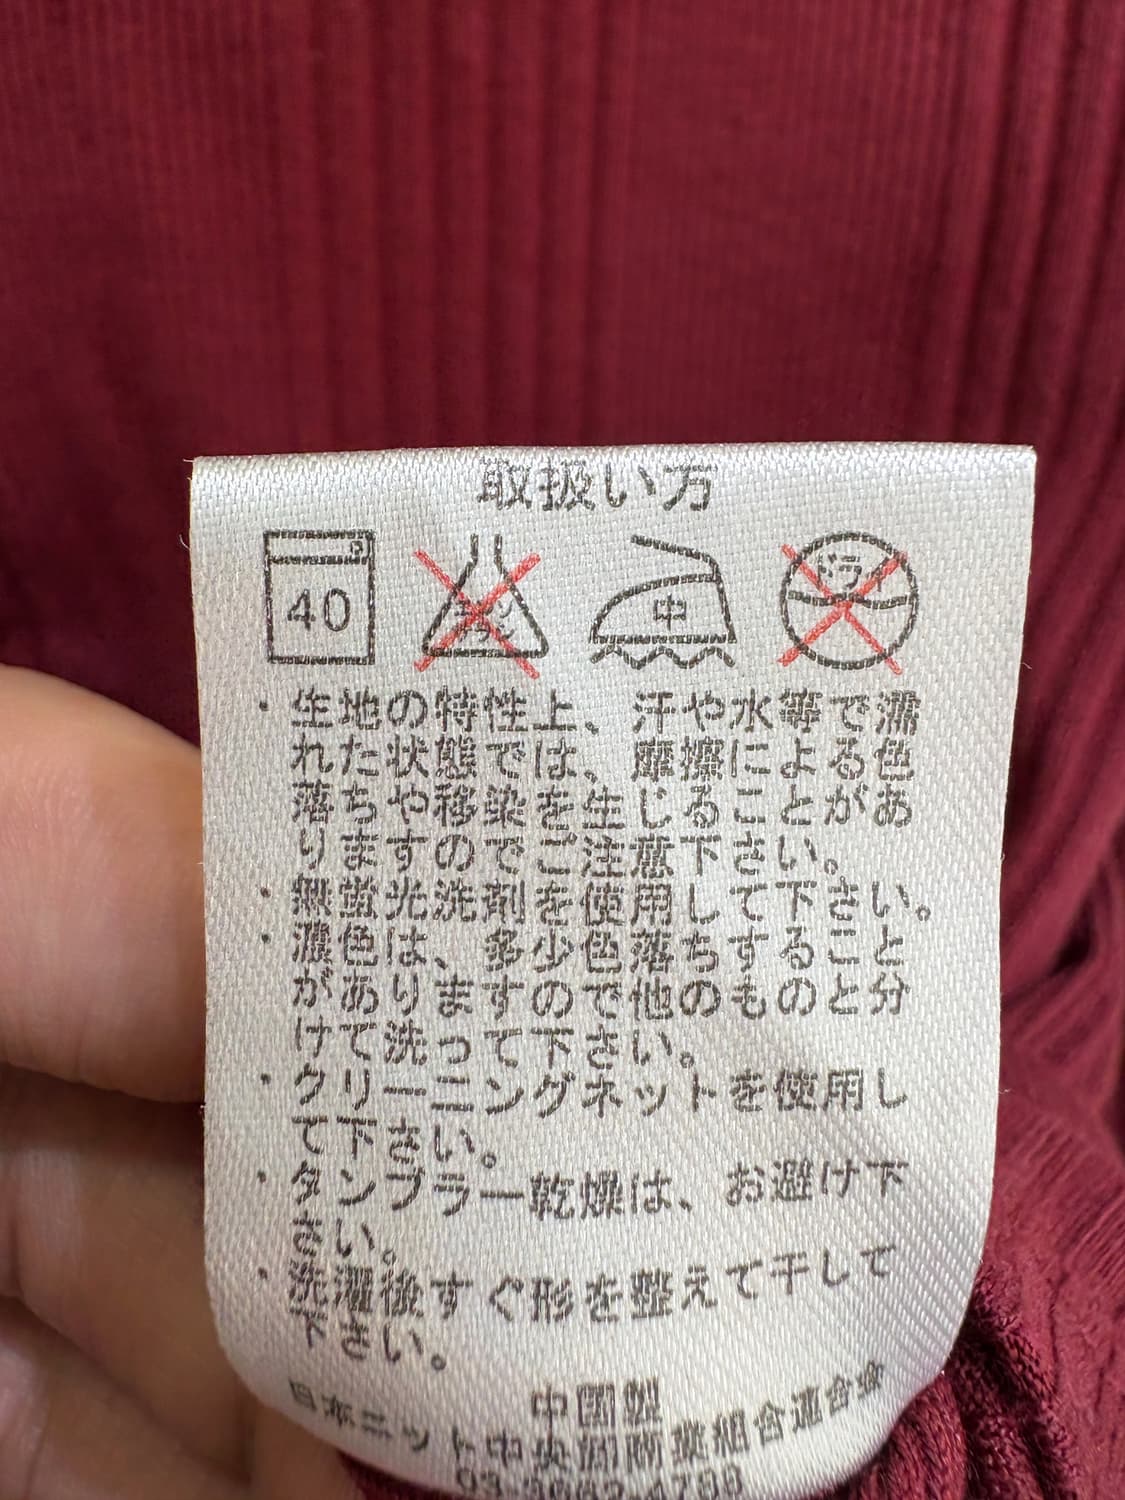 取扱い方
40
中
・生地の特性上、汗や水等で濡
れた状態では、摩擦による色
落ちや移染を生じることがあ
りますのでご注意下さい。
・無蛍光洗剤を使用して下さい。
・濃色は、多少色落ちすること
がありますので他のものと分
けて洗って下さい。
・クリーニングネットを使用し
て下さい。
・タンブラー乾燥は、お避け下
さい。
・洗濯後すぐ形を整えて干して
下さい。
中国製
日本ニット中央卸商業組合連合会